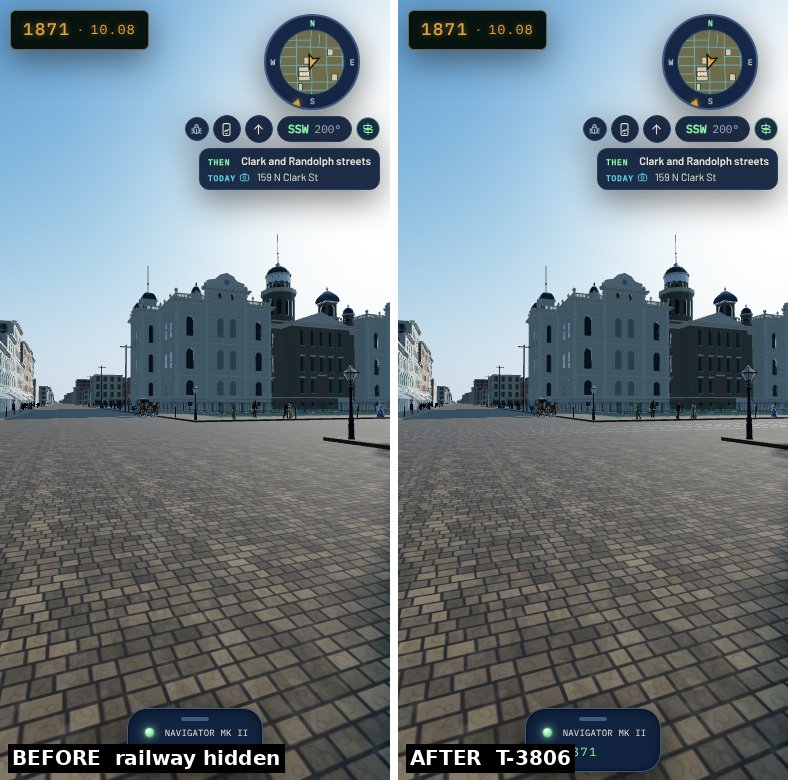 1871 · 10.08
N
W E
S
SSW 200°
THEN Clark and Randolph streets
TODAY 159 N Clark St
NAVIGATOR MK II
BEFORE railway hidden
1871 · 10.08
N
W E
S
SSW 200°
THEN Clark and Randolph streets
TODAY 159 N Clark St
NAVIGATOR MK II
AFTER T-3806
871